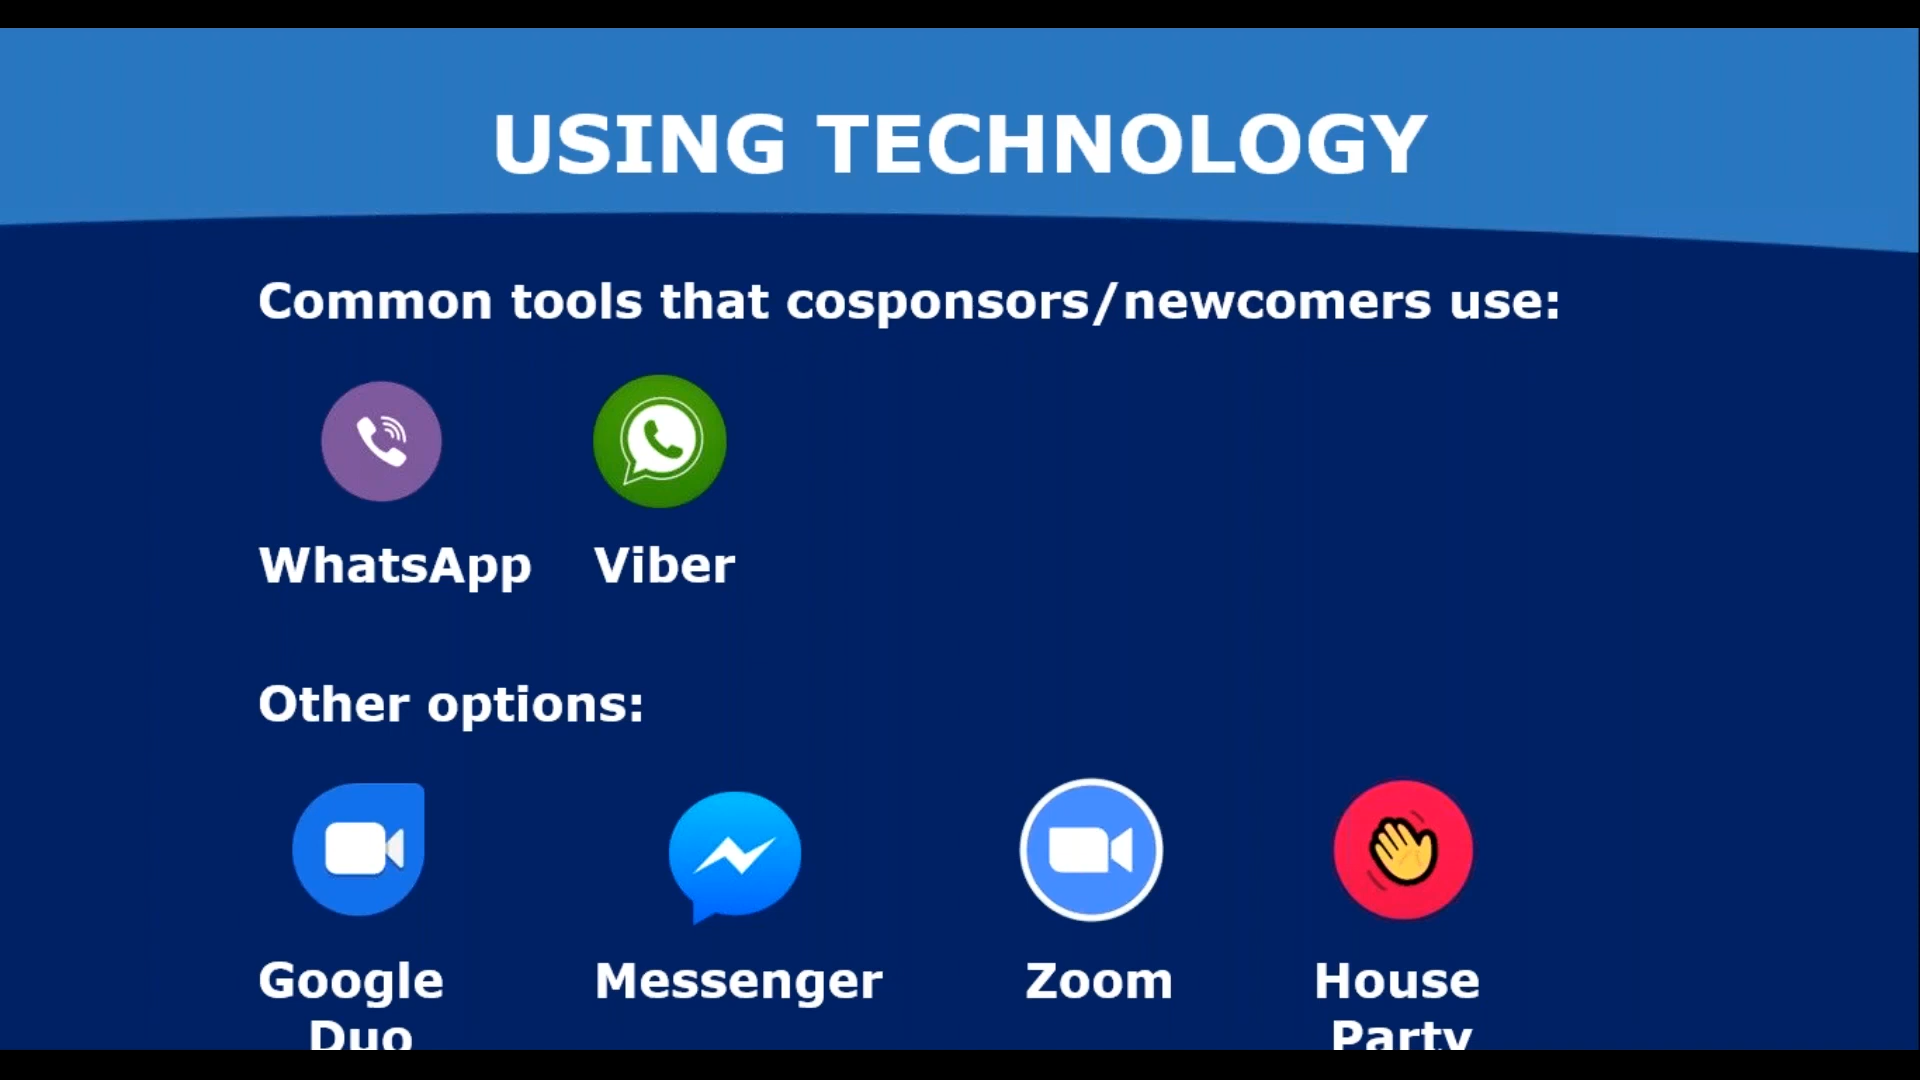 USING TECHNOLOGY
Common tools that cosponsors/newcomers use:
WhatsApp Viber
Other options:
Google Messenger Zoom House
Duo Party